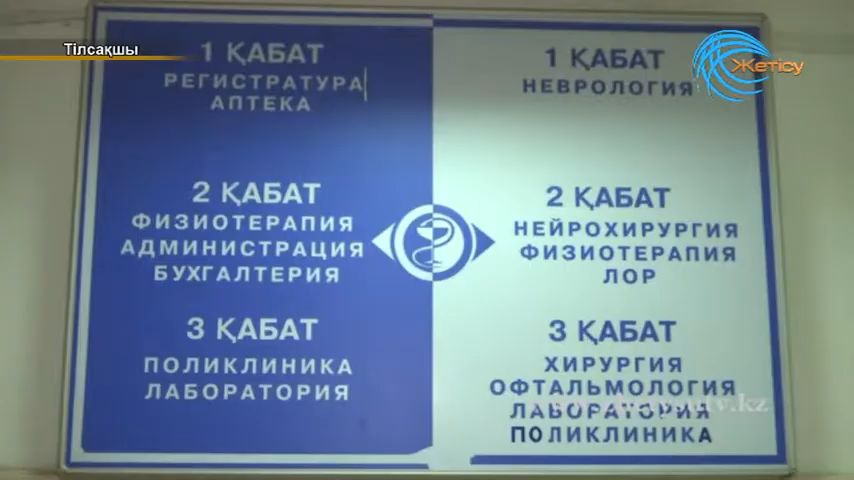 Тілсақшы
Жетісу
1 ҚАБАТ
РЕГИСТРАТУРА
АПТЕКА
2 ҚАБАТ
ФИЗИОТЕРАПИЯ
АДМИНИСТРАЦИЯ
БУХГАЛТЕРИЯ
3 ҚАБАТ
ПОЛИКЛИНИКА
ЛАБОРАТОРИЯ
1 ҚАБАТ
НЕВРОЛОГИЯ
2 ҚАБАТ
НЕЙРОХИРУРГИЯ
ФИЗИОТЕРАПИЯ
ЛОР
3 ҚАБАТ
ХИРУРГИЯ
ОФТАЛЬМОЛОГИЯ
ЛАБОРАТОРИЯ
ПОЛИКЛИНИКА